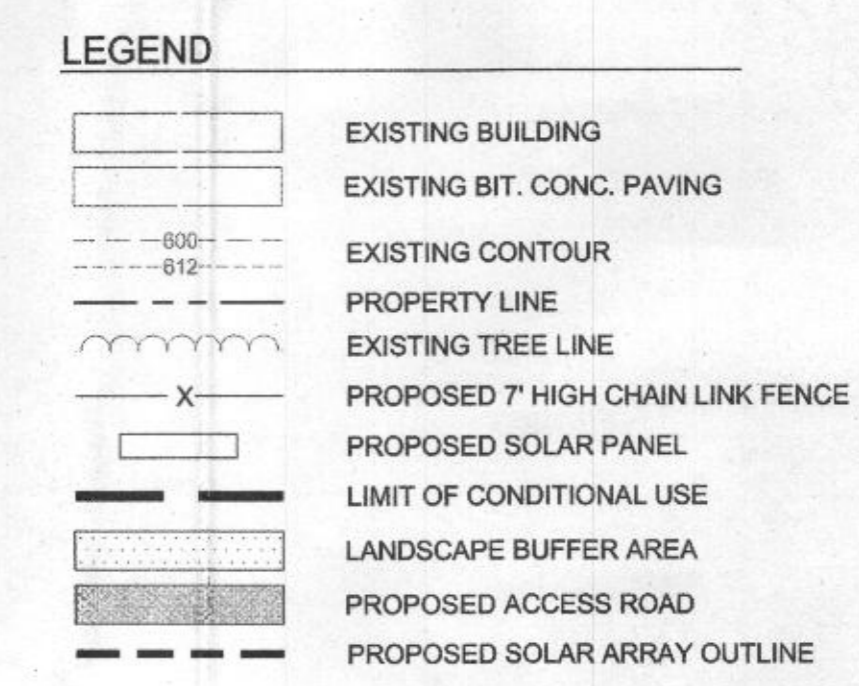 LEGEND
EXISTING BUILDING
EXISTING BIT. CONC. PAVING
600
612
EXISTING CONTOUR
PROPERTY LINE
EXISTING TREE LINE
X
PROPOSED 7' HIGH CHAIN LINK FENCE
PROPOSED SOLAR PANEL
LIMIT OF CONDITIONAL USE
LANDSCAPE BUFFER AREA
PROPOSED ACCESS ROAD
PROPOSED SOLAR ARRAY OUTLINE